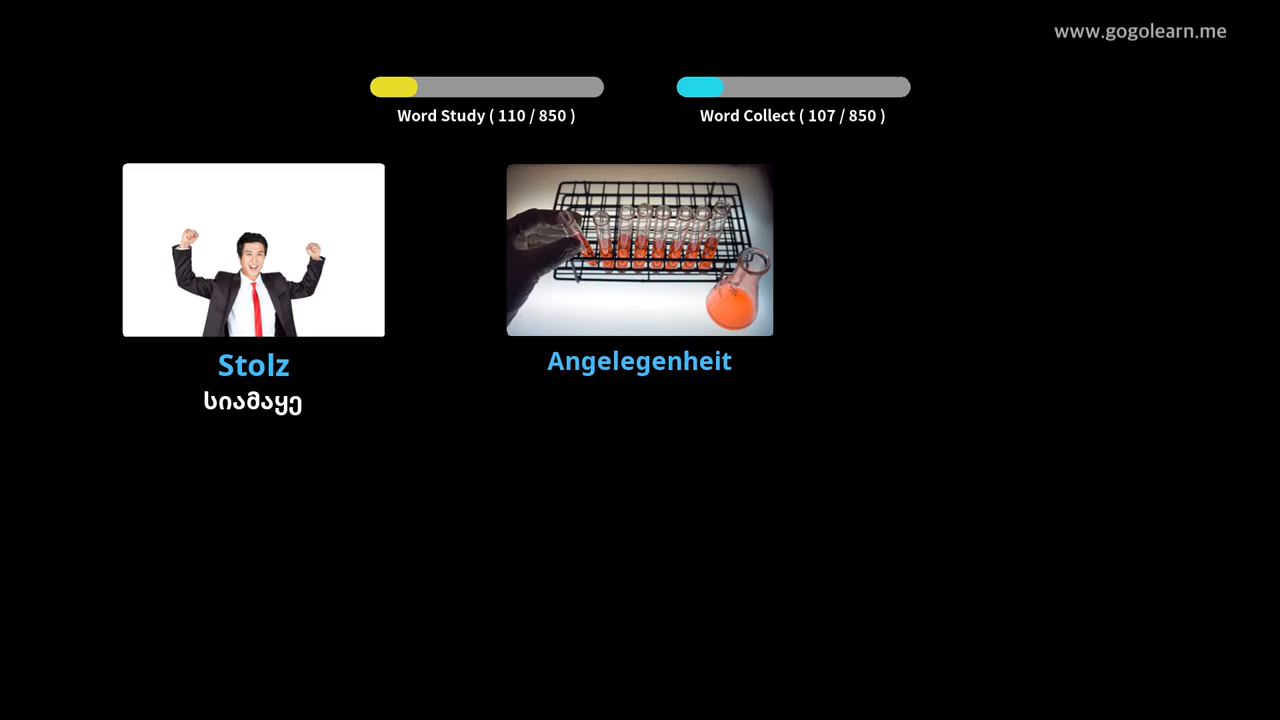 www.gogolearn.me
Word Study ( 110 / 850 )
Word Collect ( 107 / 850 )
Stolz
სიამაყე
Angelegenheit